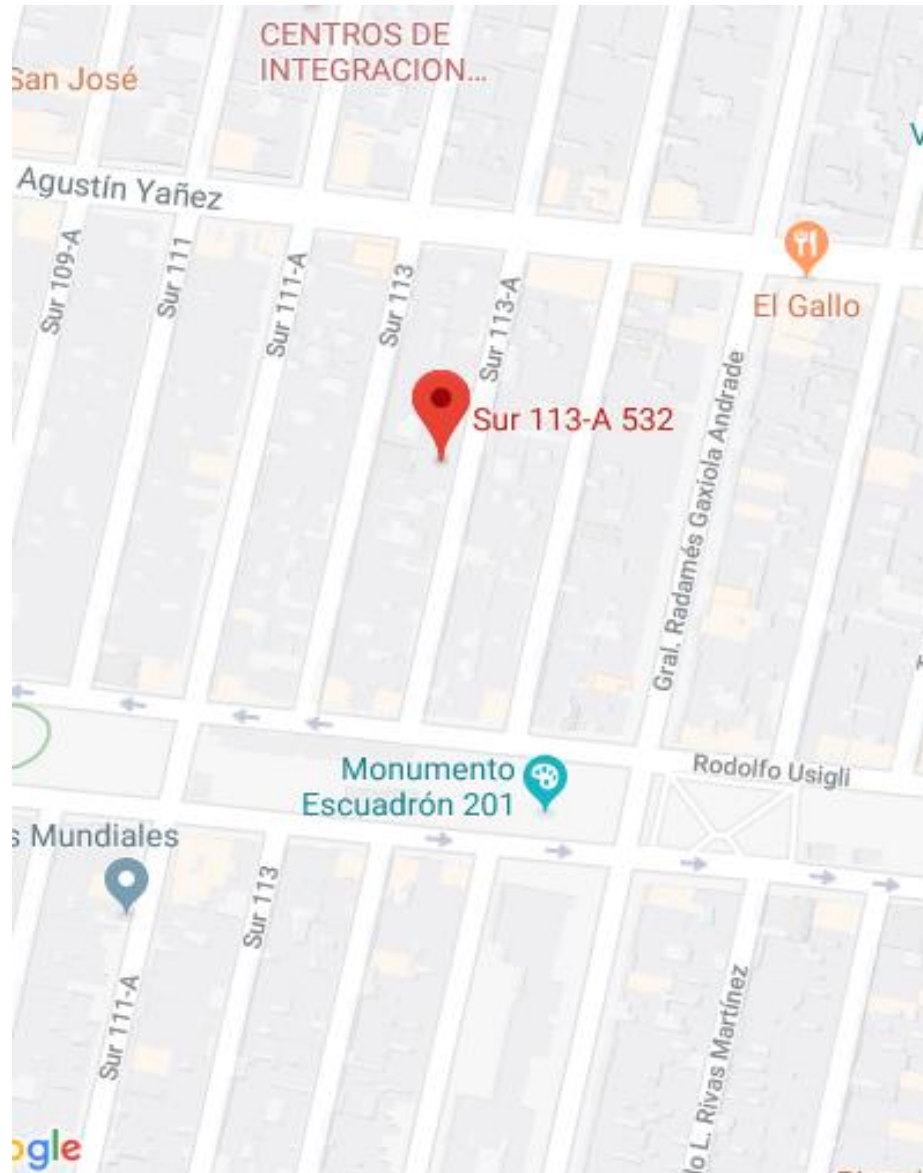 CENTROS DE
INTEGRACION...
San José
V
Agustín Yañez
Sur 109-A
Sur 111
Sur 111-A
Sur 113
Sur 113-A
El Gallo
Sur 113-A 532
Gral. Radamés Gaxiola Andrade
Monumento
Escuadrón 201
Rodolfo Usigli
s Mundiales
Sur 113
Sur 111-A
lo L. Rivas Martínez
ogle